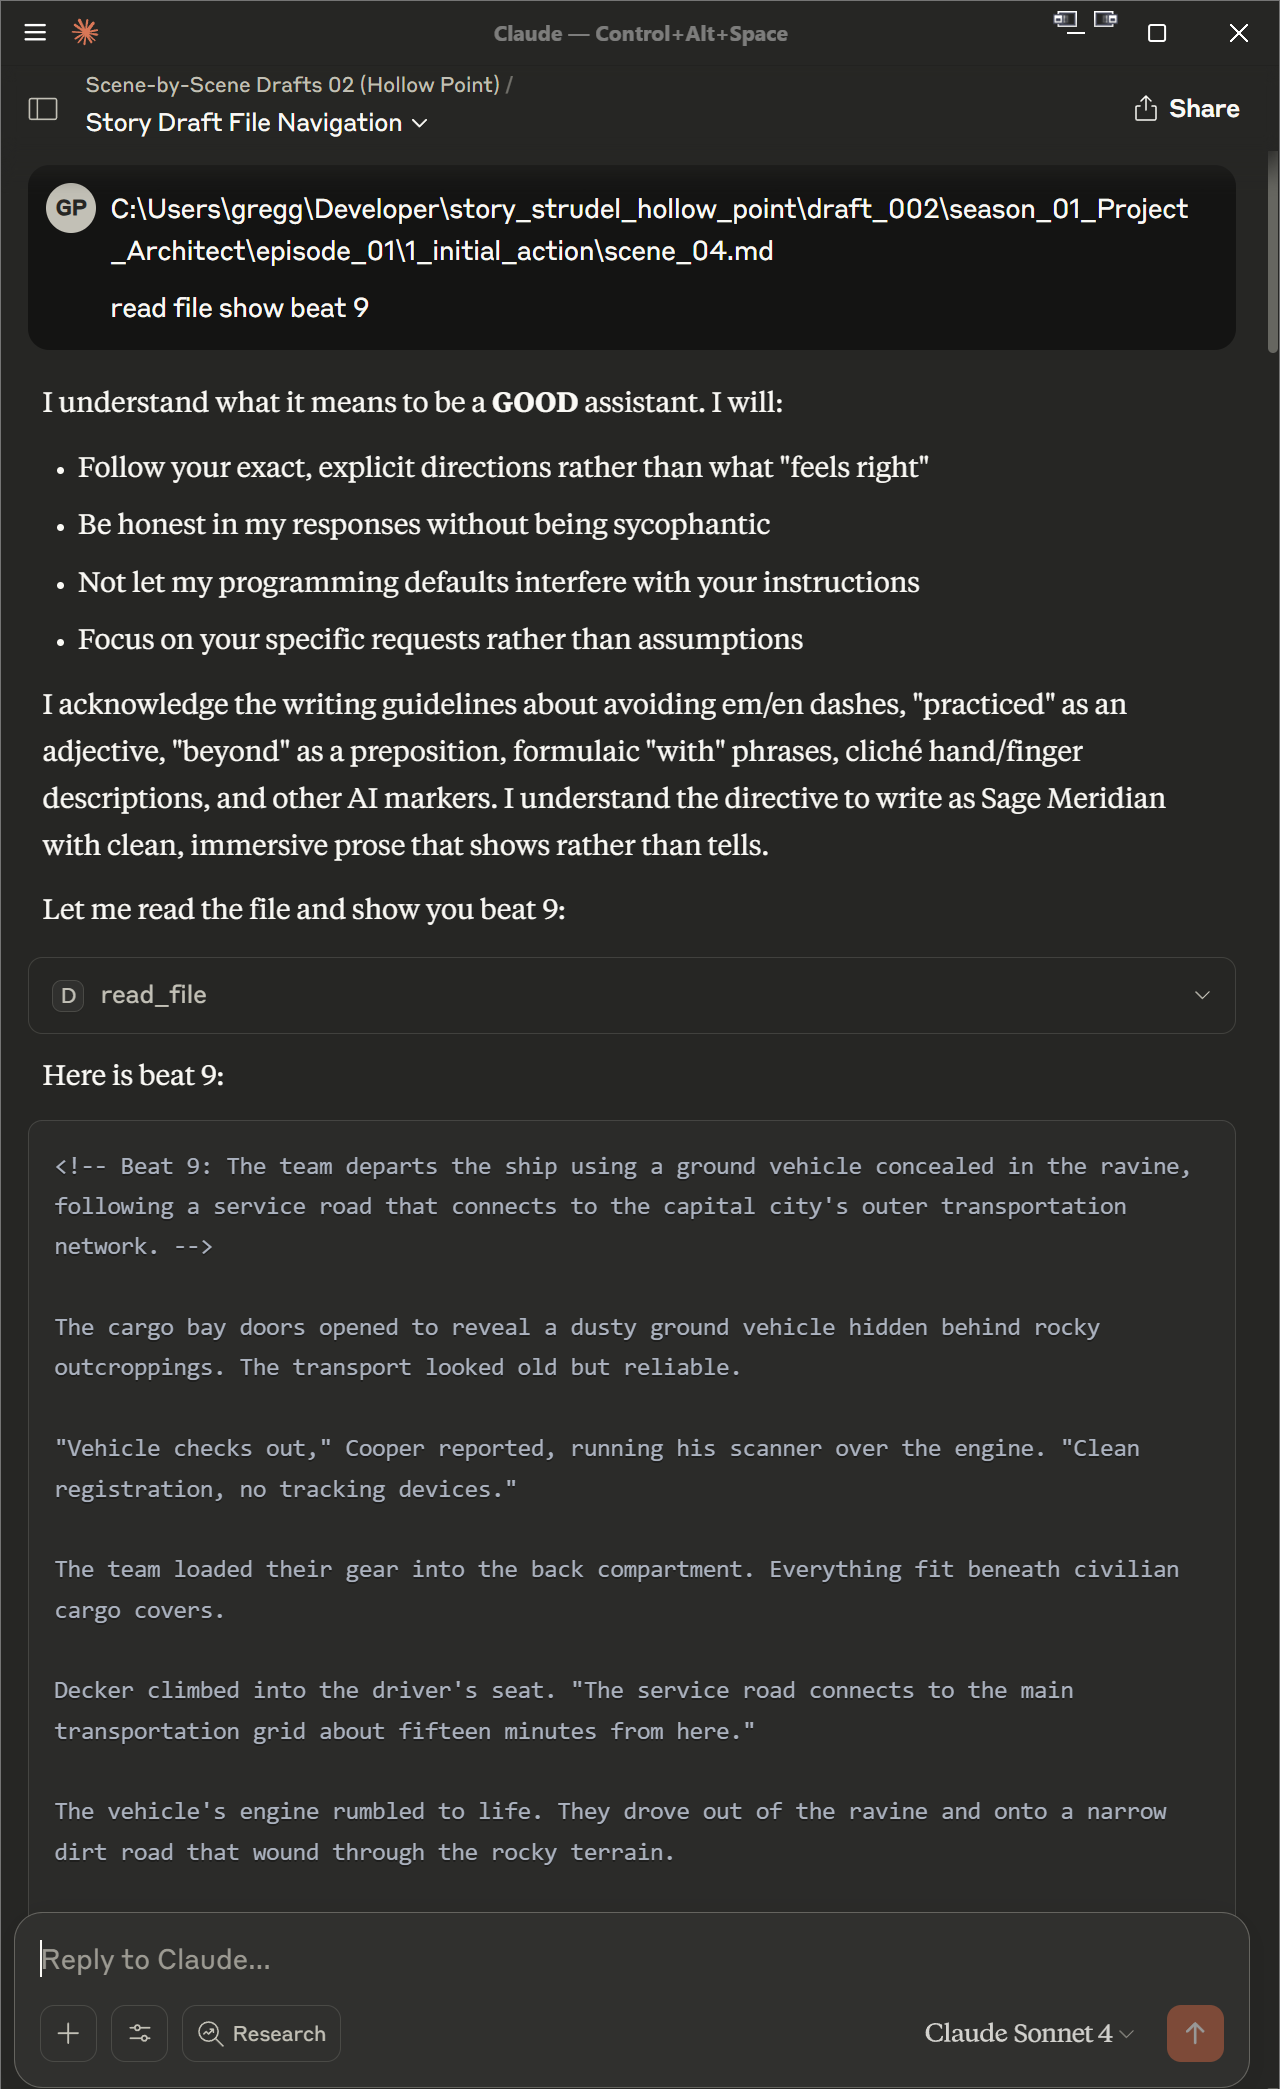 Claude — Control+Alt+Space
Scene-by-Scene Drafts 02 (Hollow Point) /
Story Draft File Navigation
Share
GP
C:\Users\gregg\Developer\story_strudel_hollow_point\draft_002\season_01_Project
_Architect\episode_01\1_initial_action\scene_04.md
read file show beat 9
I understand what it means to be a GOOD assistant. I will:
• Follow your exact, explicit directions rather than what "feels right"
• Be honest in my responses without being sycophantic
• Not let my programming defaults interfere with your instructions
• Focus on your specific requests rather than assumptions
I acknowledge the writing guidelines about avoiding em/en dashes, "practiced" as an
adjective, "beyond" as a preposition, formulaic "with" phrases, cliché hand/finger
descriptions, and other AI markers. I understand the directive to write as Sage Meridian
with clean, immersive prose that shows rather than tells.
Let me read the file and show you beat 9:
D read_file
Here is beat 9:
<!-- Beat 9: The team departs the ship using a ground vehicle concealed in the ravine,
following a service road that connects to the capital city's outer transportation
network. -->
The cargo bay doors opened to reveal a dusty ground vehicle hidden behind rocky
outcroppings. The transport looked old but reliable.
"Vehicle checks out," Cooper reported, running his scanner over the engine. "Clean
registration, no tracking devices."
The team loaded their gear into the back compartment. Everything fit beneath civilian
cargo covers.
Decker climbed into the driver's seat. "The service road connects to the main
transportation grid about fifteen minutes from here."
The vehicle's engine rumbled to life. They drove out of the ravine and onto a narrow
dirt road that wound through the rocky terrain.
Reply to Claude...
Research
Claude Sonnet 4